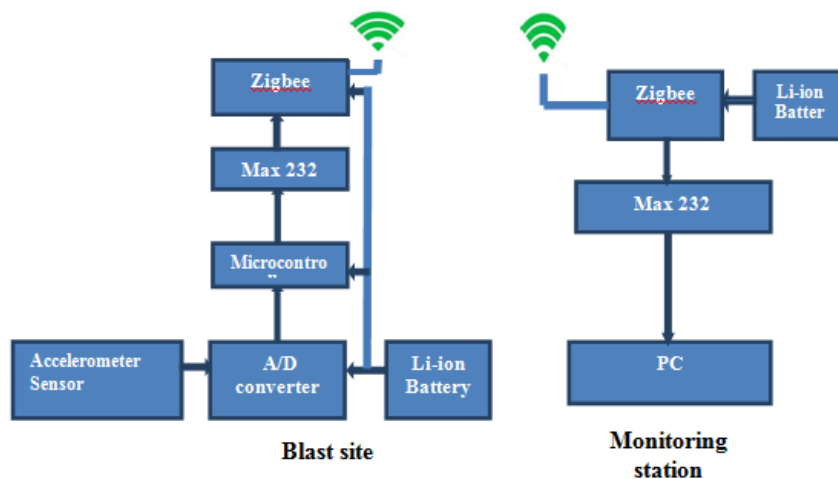 Zigbee
Max 232
Microcontro
A/D
converter
Accelerometer
Sensor
Li-ion
Battery
Blast site
Zigbee
Li-ion
Batter
Max 232
PC
Monitoring
station